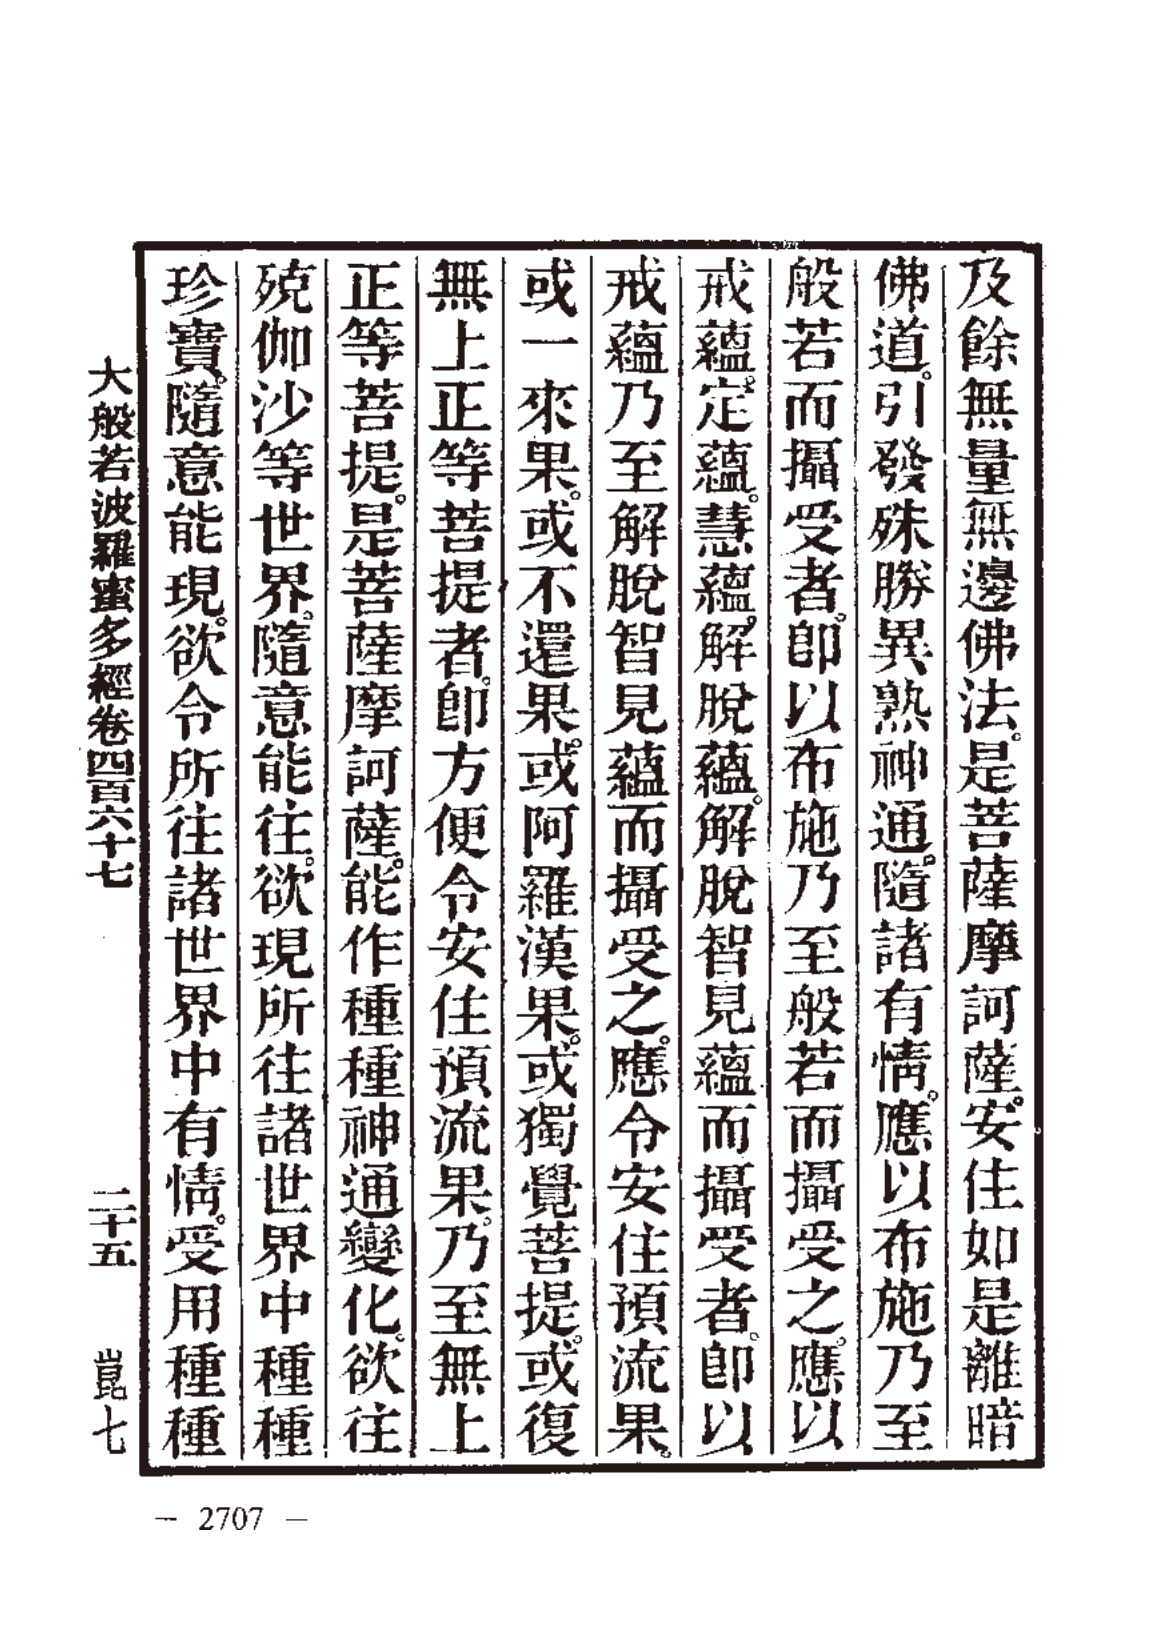 及餘無量無邊佛法。是菩薩摩訶薩。安住如是離暗
佛道。引發殊勝異熟神通。隨諸有情。應以布施乃至
般若而攝受者。即以布施乃至般若而攝受之。應以
戒蘊。定蘊。慧蘊。解脫蘊。解脫智見蘊而攝受者。即以
戒蘊乃至解脫智見蘊而攝受之。應令安住預流果。
或一來果。或不還果。或阿羅漢果。或獨覺菩提。或復
無上正等菩提者。即方便令安住預流果。乃至無上
正等菩提。是菩薩摩訶薩。能作種種神通變化。欲往
殑伽沙等世界。隨意能往。欲現所往諸世界中種種
珍寶。隨意能現。欲令所往諸世界中有情。受用種種
大般若波羅蜜多經卷四百六十七 二十五 崑七
— 2707 —